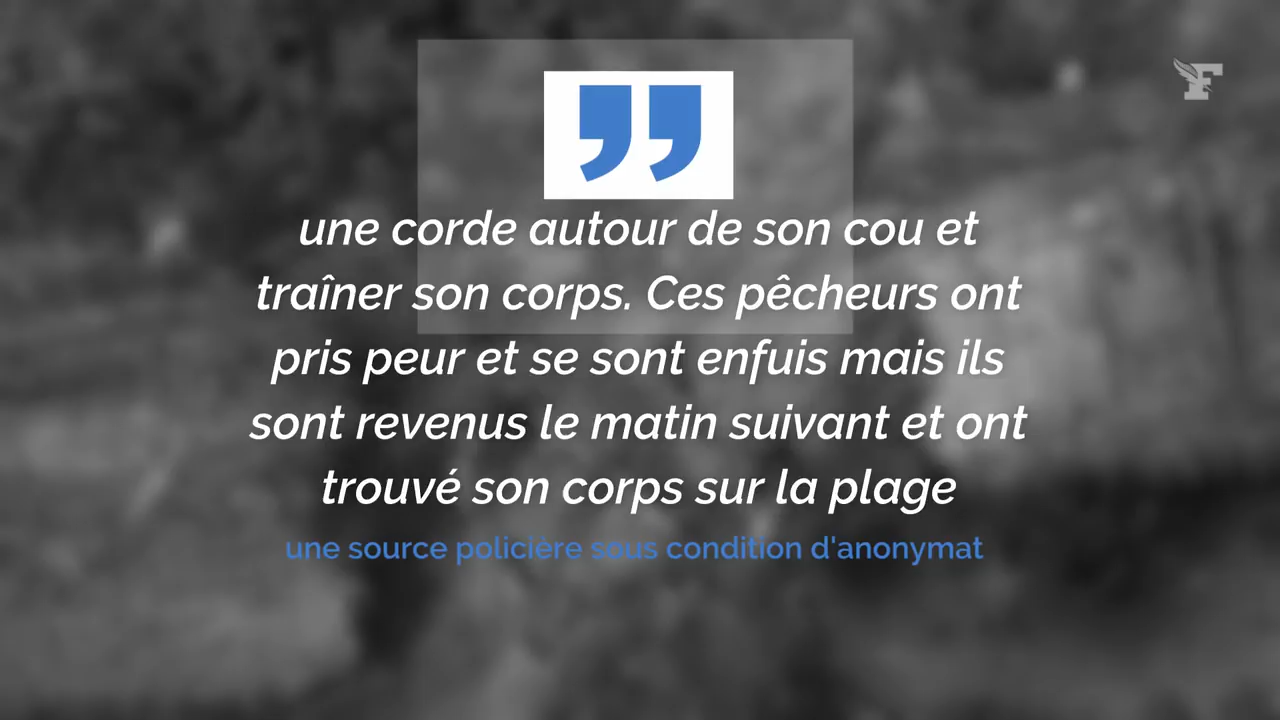 ”
une corde autour de son cou et
traîner son corps. Ces pêcheurs ont
pris peur et se sont enfuis mais ils
sont revenus le matin suivant et ont
trouvé son corps sur la plage
une source policière sous condition d'anonymat
F